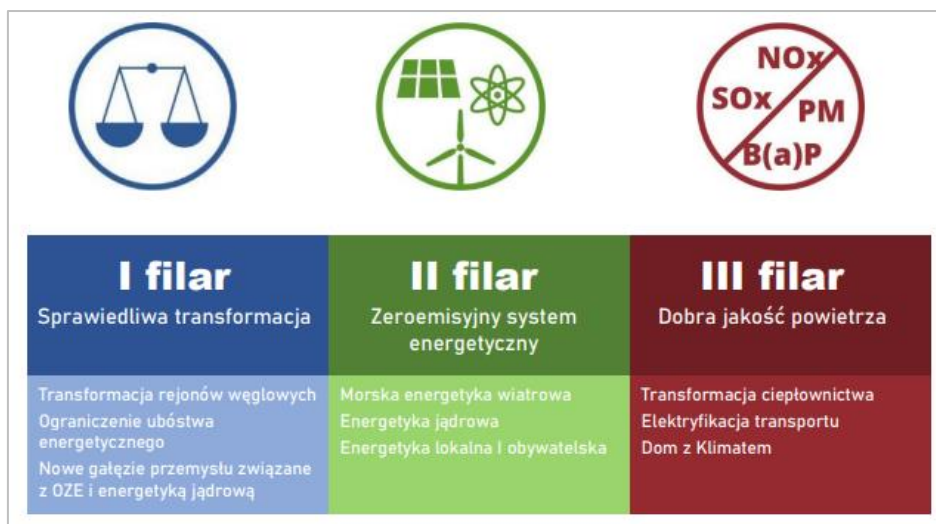 NOx
SOx
PM
B(a)P
I filar
Sprawiedliwa transformacja
Transformacja rejonów węglowych
Ograniczenie ubóstwa
energetycznego
Nowe gałęzie przemysłu związane
z OZE i energetyką jądrową
II filar
Zeroemisyjny system
energetyczny
Morska energetyka wiatrowa
Energetyka jądrowa
Energetyka lokalna I obywatelska
III filar
Dobra jakość powietrza
Transformacja ciepłownictwa
Elektryfikacja transportu
Dom z Klimatem